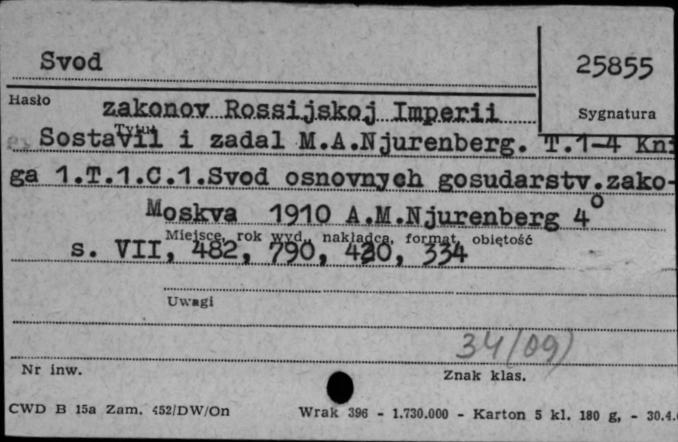 Svod
25855
Hasło
Sygnatura
zakonov Rossijskoj Imperii
Tytuł
Sostavil i zadal M.A.Njurenberg. T.1-4 Kni
ga 1.T.1.C.1.Svod osnovnych gosudarstv.zako-
Moskva 1910 A.M.Njurenberg 4°
Miejsce, rok wyd., nakładca, format, objętość
s. VII, 482, 790, 420, 334
Uwagi
34(09)
Nr inw.
Znak klas.
CWD B 15a Zam. 452/DW/On
Wrak 396 - 1.730.000 - Karton 5 kl. 180 g, - 30.4.